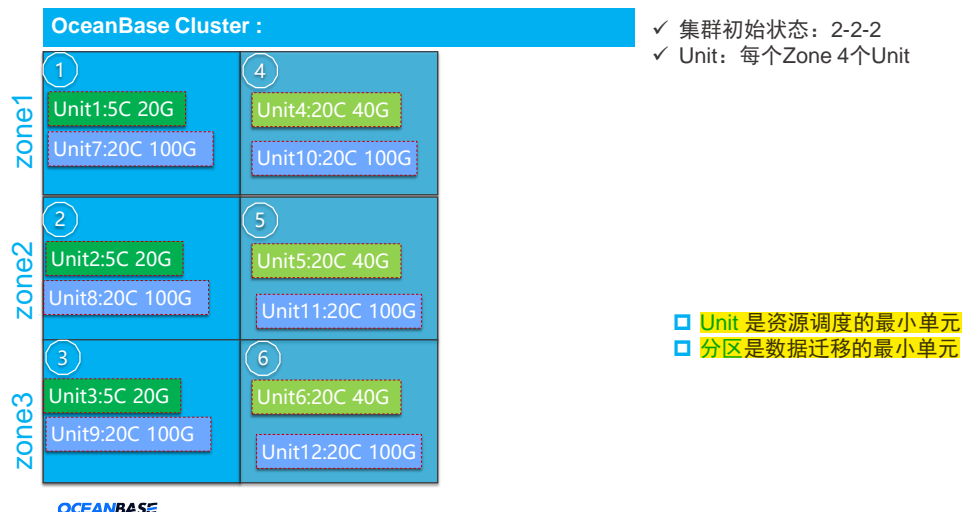 OceanBase Cluster :
✓ 集群初始状态：2-2-2
✓ Unit：每个Zone 4个Unit
zone1
1
Unit1:5C 20G
Unit7:20C 100G
4
Unit4:20C 40G
Unit10:20C 100G
zone2
2
Unit2:5C 20G
Unit8:20C 100G
5
Unit5:20C 40G
Unit11:20C 100G
zone3
3
Unit3:5C 20G
Unit9:20C 100G
6
Unit6:20C 40G
Unit12:20C 100G
Unit 是资源调度的最小单元
分区是数据迁移的最小单元
OCEANBASE